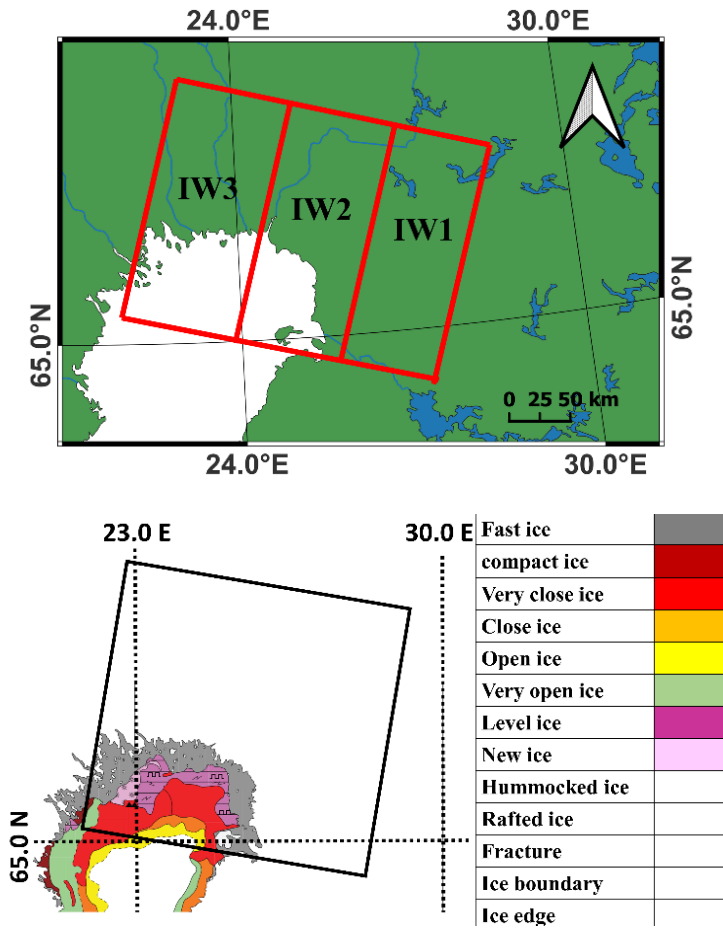 24.0°E 30.0°E
IW3
IW2
IW1
65.0°N
65.0°N
0 25 50 km
24.0°E 30.0°E
23.0 E 30.0 E
65.0 N
Fast ice
compact ice
Very close ice
Close ice
Open ice
Very open ice
Level ice
New ice
Hummocked ice
Rafted ice
Fracture
Ice boundary
Ice edge